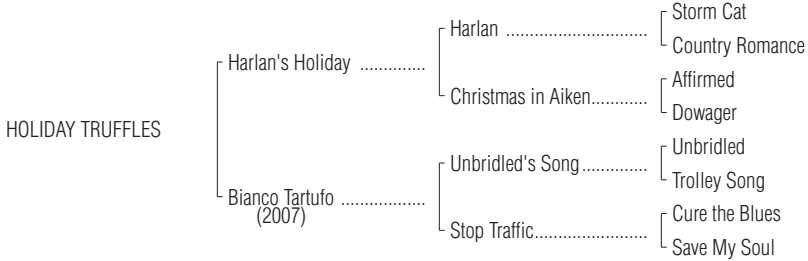 Storm Cat
Harlan ..............................
Country Romance
Harlan's Holiday ..............
Affirmed
Christmas in Aiken............
Dowager
HOLIDAY TRUFFLES
Unbridled
Unbridled's Song..............
Trolley Song
Bianco Tartufo ..................
(2007)
Cure the Blues
Stop Traffic........................
Save My Soul